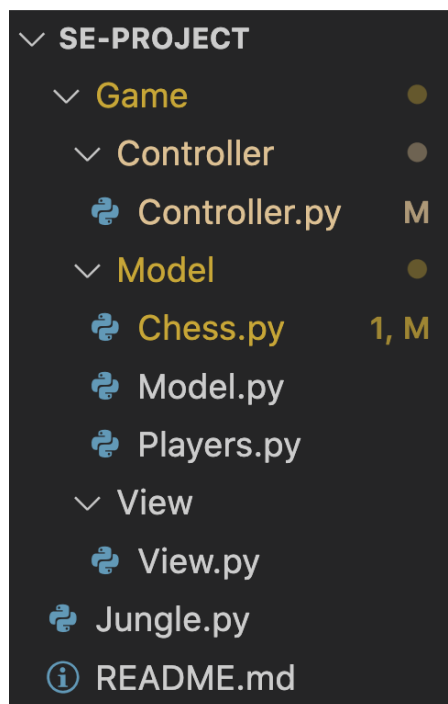 SE-PROJECT
Game
Controller
Controller.py M
Model
Chess.py 1, M
Model.py
Players.py
View
View.py
Jungle.py
README.md